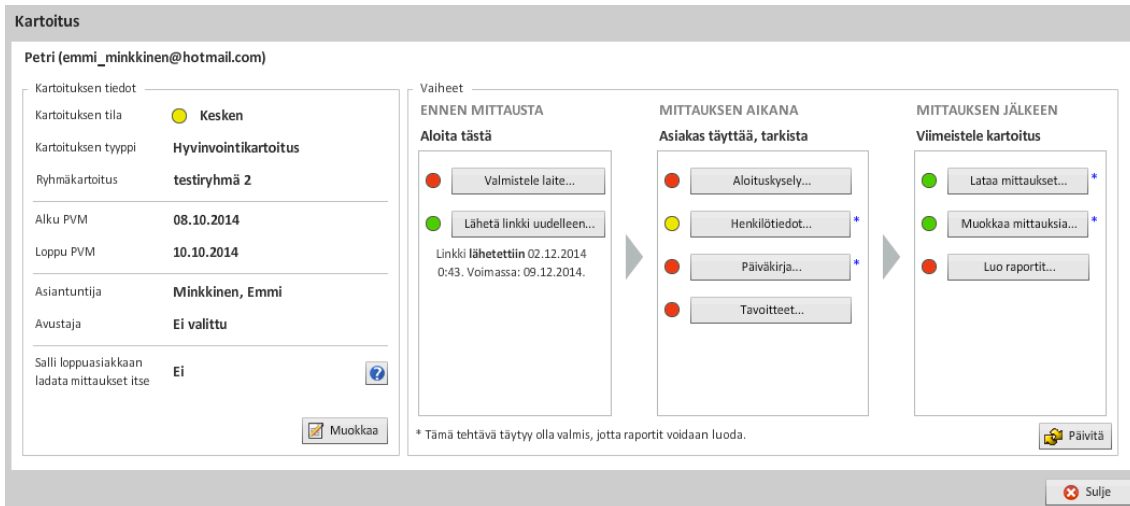 Kartoitus
Petri (emmi_minkkinen@hotmail.com)
Kartoituksen tiedot
Kartoituksen tila Kesken
Kartoituksen tyyppi Hyvinvointikartoitus
Ryhmäkartoitus testiryhmä 2
Alku PVM 08.10.2014
Loppu PVM 10.10.2014
Asiantuntija Minkkinen, Emmi
Avustaja Ei valittu
Salli loppuasiakkaan
ladata mittaukset itse Ei
Muokkaa
Vaiheet
ENNEN MITTAUSTA
Aloita tästä
Valmistele laite...
Lähetä linkki uudelleen...
Linkki lähetettiin 02.12.2014
0:43. Voimassa: 09.12.2014.
MITTAUKSEN AIKANA
Asiakas täyttää, tarkista
Aloituskysely...
Henkilötiedot... *
Päiväkirja... *
Tavoitteet...
MITTAUKSEN JÄLKEEN
Viimeistele kartoitus
Lataa mittaukset... *
Muokkaa mittauksia... *
Luo raportit...
* Tämä tehtävä täytyy olla valmis, jotta raportit voidaan luoda.
Päivitä
Sulje